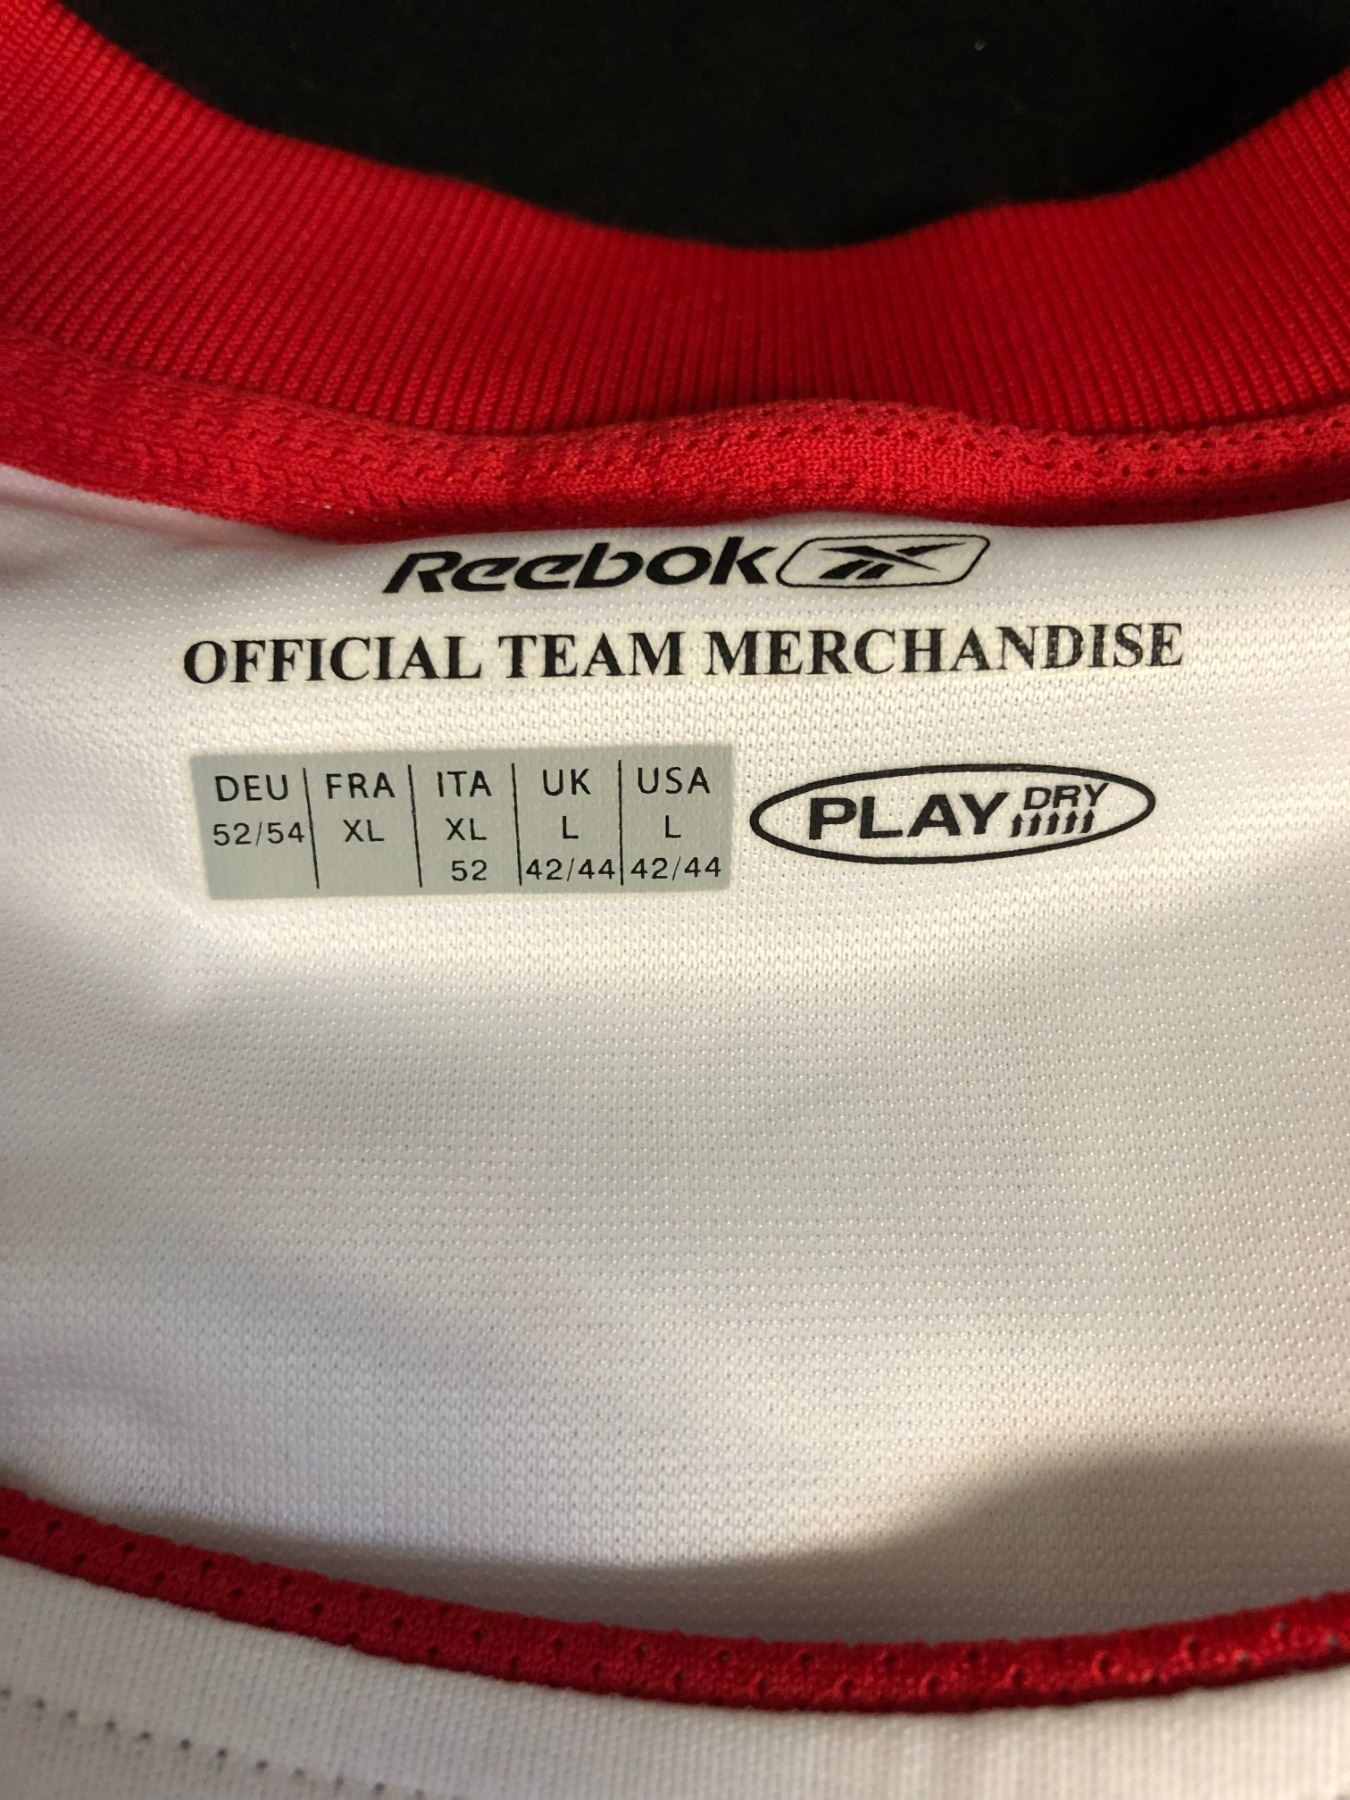 Reebok
OFFICIAL TEAM MERCHANDISE
DEU FRA ITA UK USA
52/54 XL XL L L
52 42/44 42/44
PLAY DRY